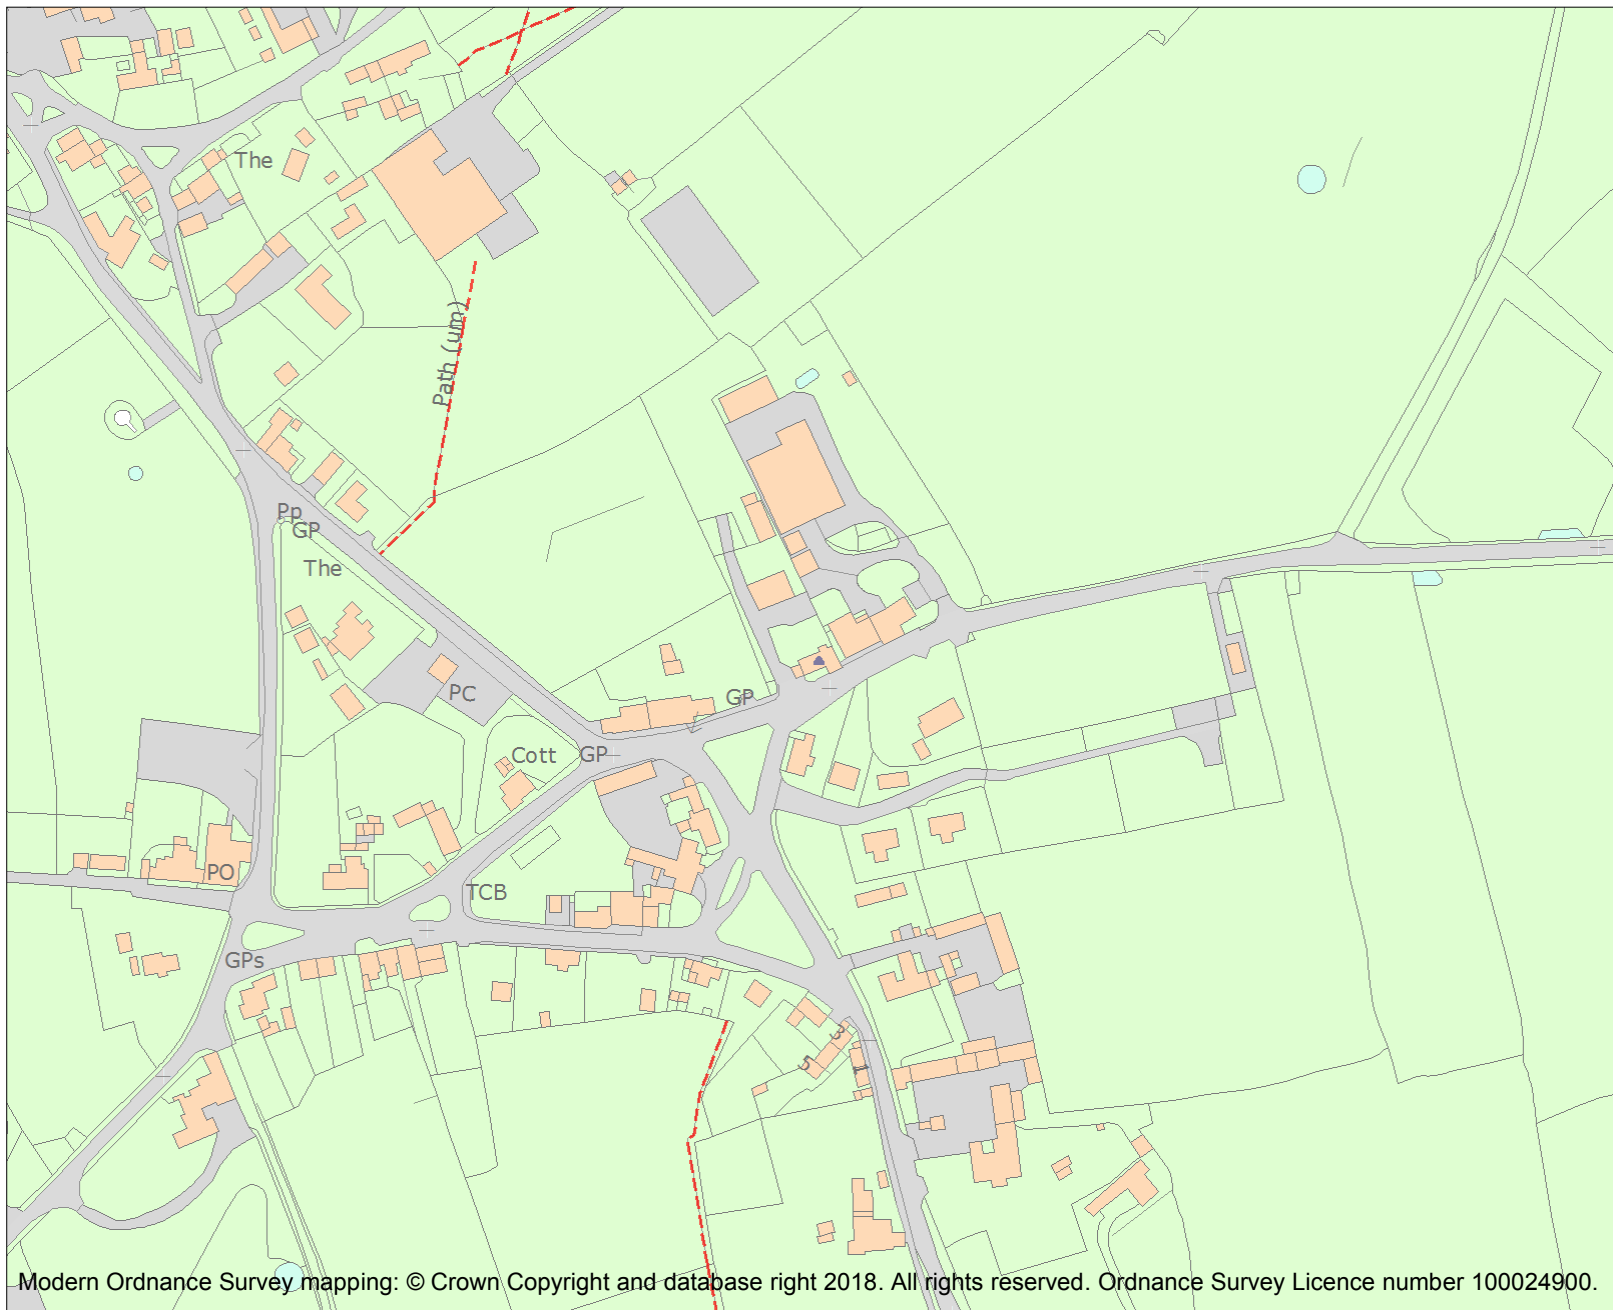 The
Path (um)
Pp
GP
The
PC
GP
Cott
GP
PO
TCB
GPs
3
5
1
Modern Ordnance Survey mapping: © Crown Copyright and database right 2018. All rights reserved. Ordnance Survey Licence number 100024900.